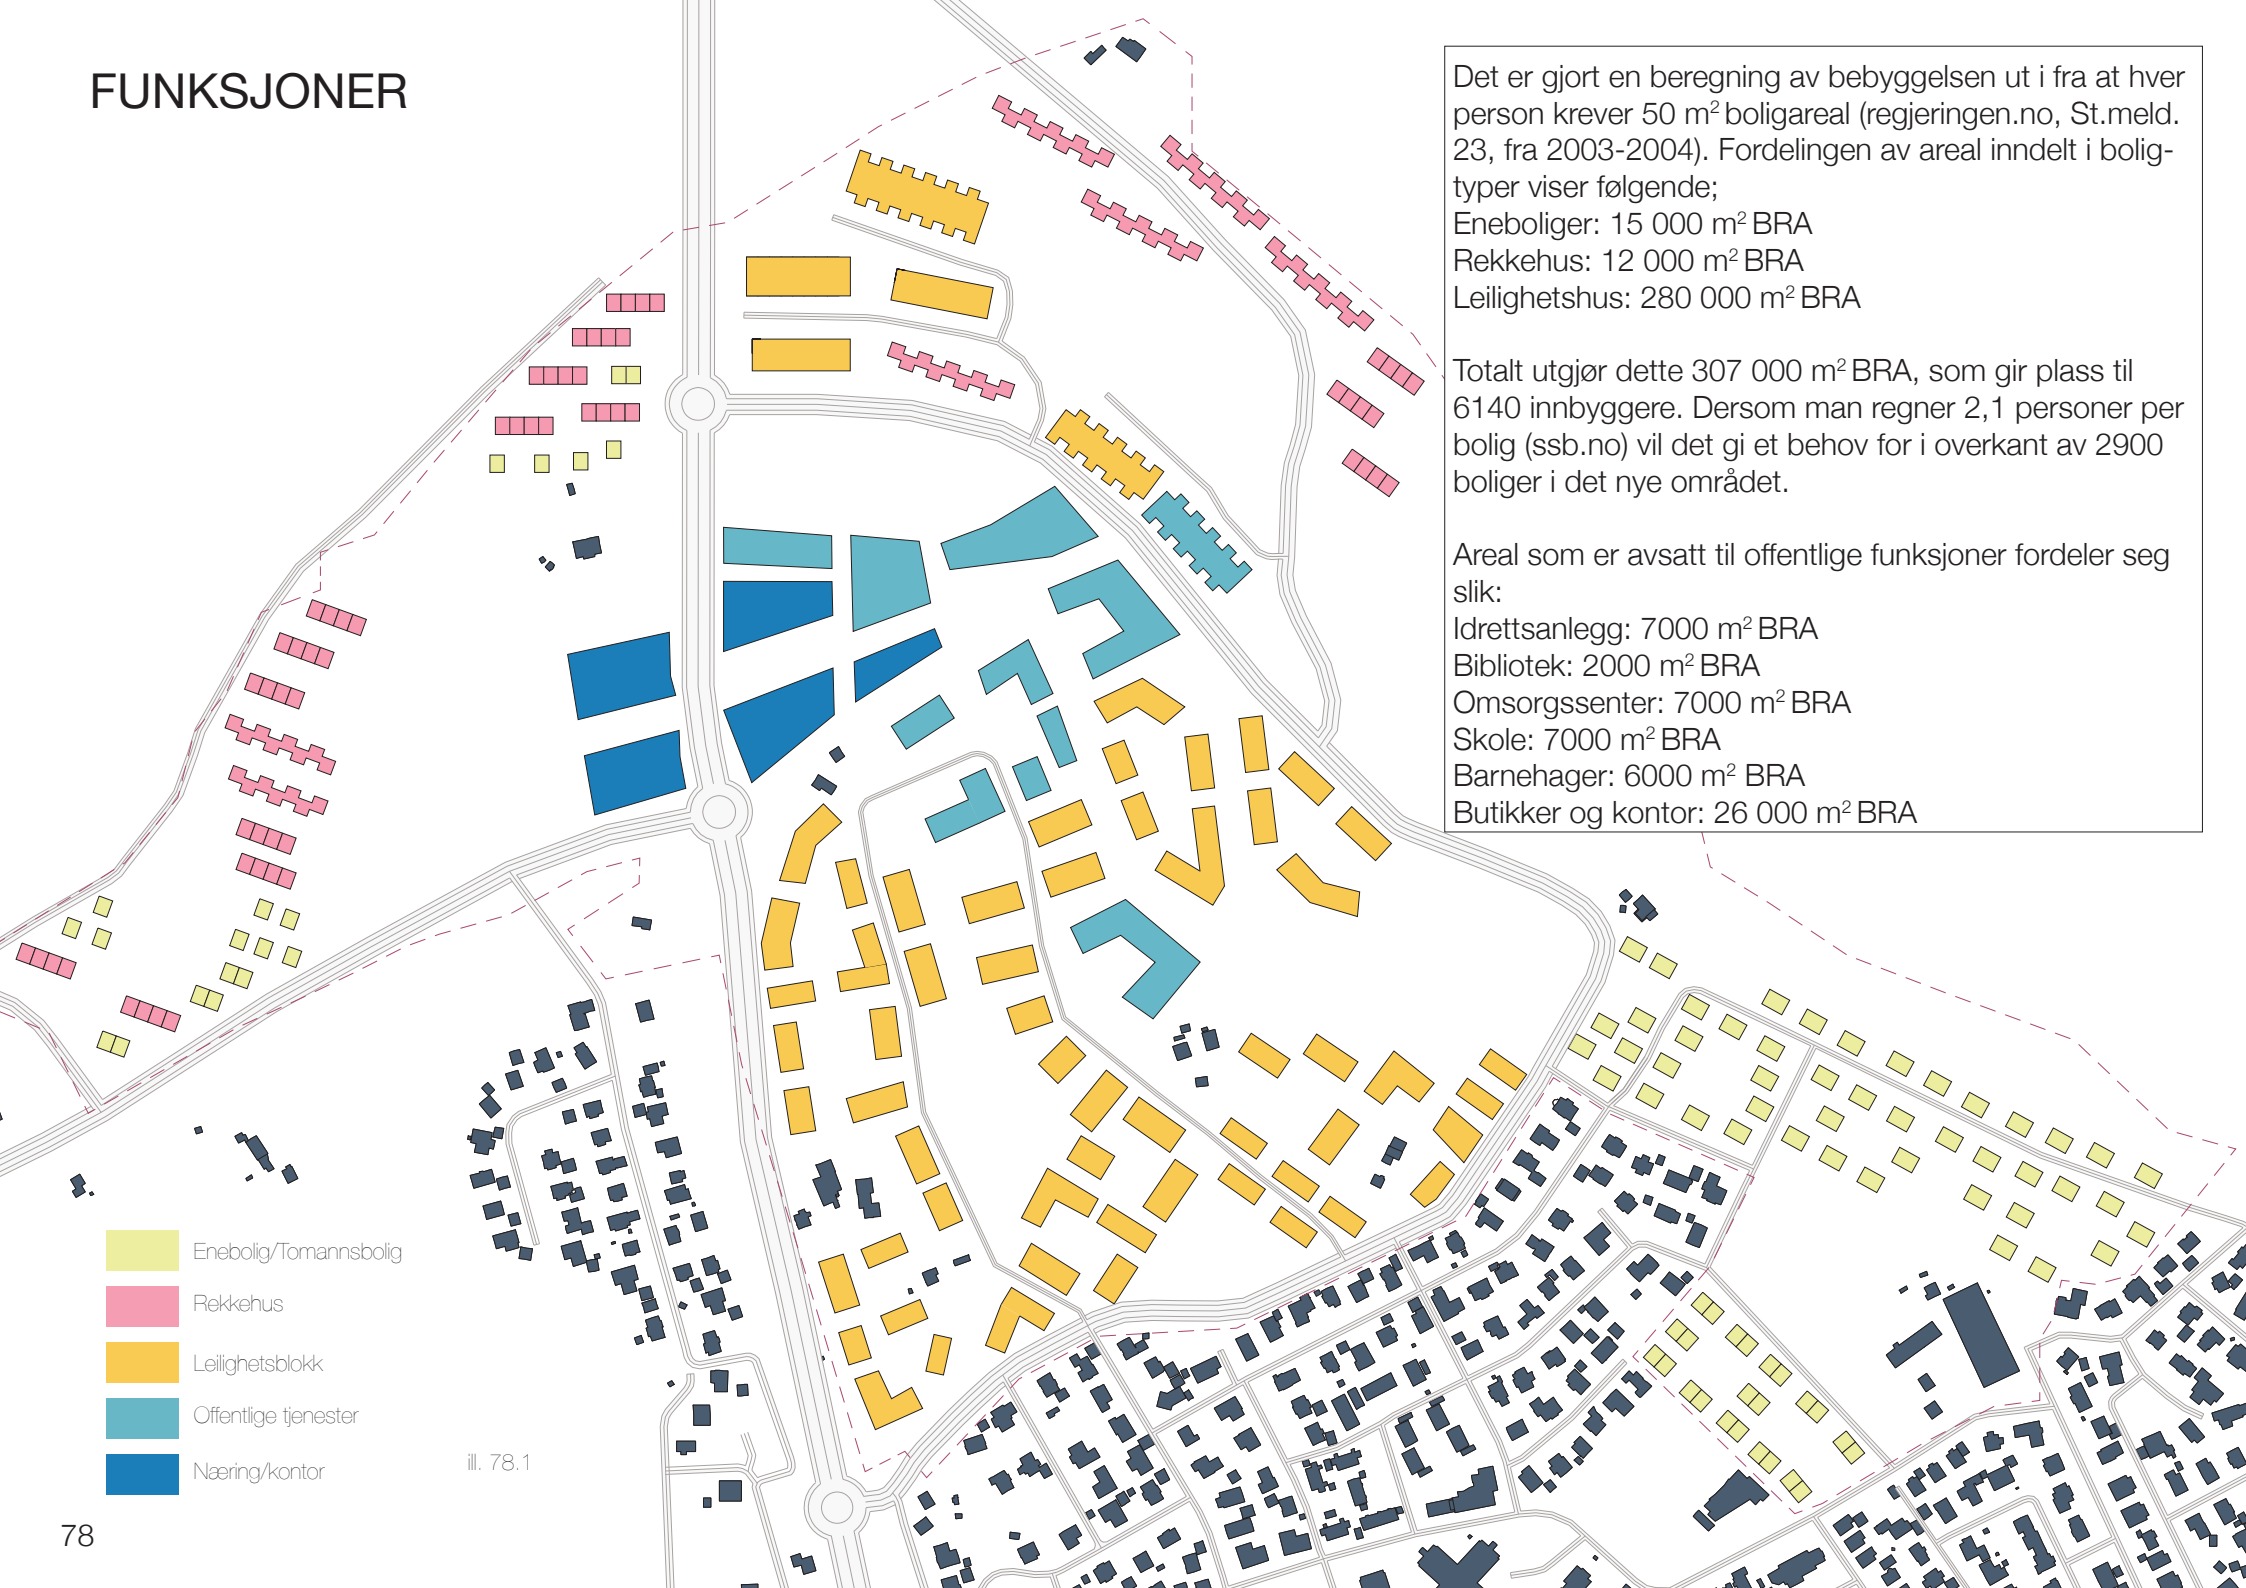 FUNKSJONER
Det er gjort en beregning av bebyggelsen ut i fra at hver
person krever 50 m² boligareal (regjeringen.no, St.meld.
23, fra 2003-2004). Fordelingen av areal inndelt i bolig-
typer viser følgende;
Eneboliger: 15 000 m² BRA
Rekkehus: 12 000 m² BRA
Leilighetshus: 280 000 m² BRA
Totalt utgjør dette 307 000 m² BRA, som gir plass til
6140 innbyggere. Dersom man regner 2,1 personer per
bolig (ssb.no) vil det gi et behov for i overkant av 2900
boliger i det nye området.
Areal som er avsatt til offentlige funksjoner fordeler seg
slik:
Idrettsanlegg: 7000 m² BRA
Bibliotek: 2000 m² BRA
Omsorgssenter: 7000 m² BRA
Skole: 7000 m² BRA
Barnehager: 6000 m² BRA
Butikker og kontor: 26 000 m² BRA
Enebolig/Tomannsbolig
Rekkehus
Leilighetsblokk
Offentlige tjenester
Næring/kontor
ill. 78.1
78